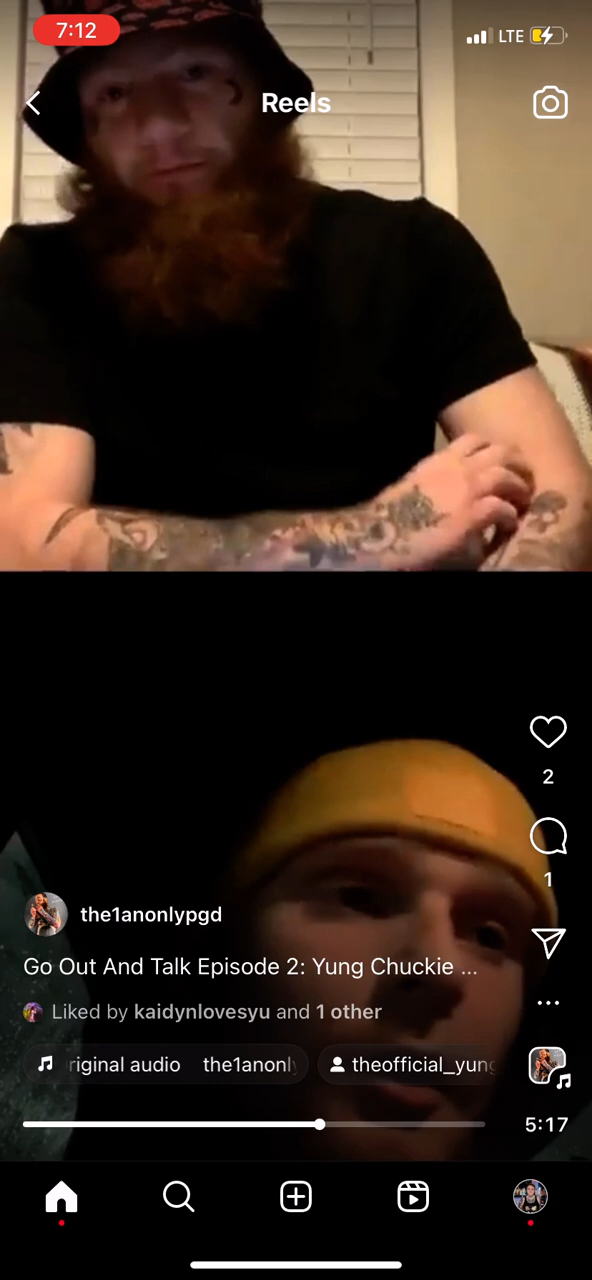 7:12
LTE
Reels
2
1
the1anonlypgd
Go Out And Talk Episode 2: Yung Chuckie ...
Liked by kaidynlovesyu and 1 other
riginal audio the1anonly
theofficial_yung
5:17